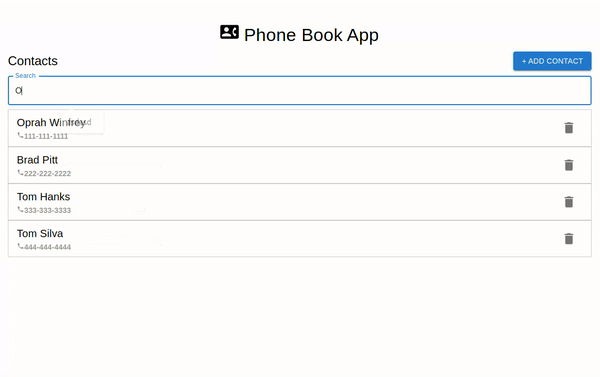 Phone Book App
Contacts
+ ADD CONTACT
Search
O
Oprah Winfrey
111-111-1111
Brad Pitt
222-222-2222
Tom Hanks
333-333-3333
Tom Silva
444-444-4444